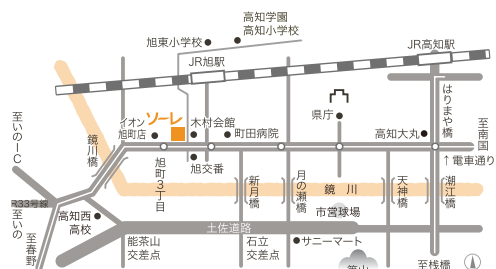 高知学園
高知小学校
旭東小学校
JR高知駅
JR旭駅
はりまや橋
至いのIC
イオン
旭町店
ソーレ
木村会館
町田病院
県庁
高知大丸
至南国
鏡川橋
↑電車通り
旭町3丁目
旭交番
新月橋
月の瀬橋
鏡川
天神橋
潮江橋
R33号線
至いの
高知西
高校
市営球場
土佐道路
至春野
能茶山
交差点
石立
交差点
サニーマート
筆山
至桟橋